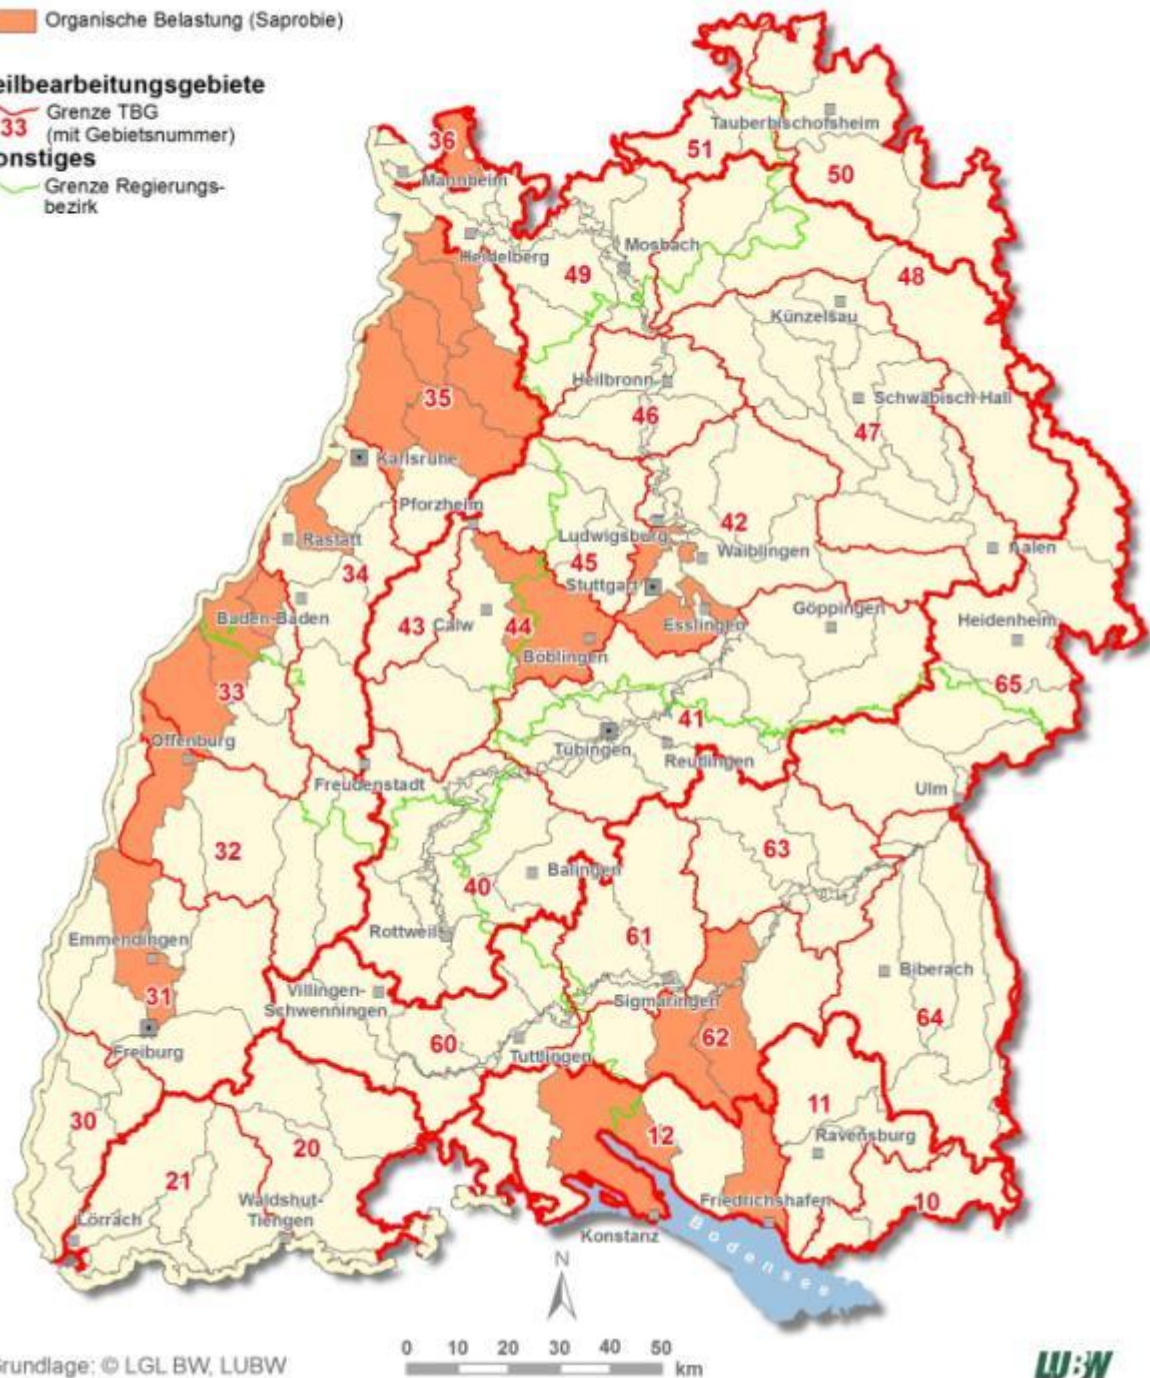 Organische Belastung (Saprobie)
eilbearbeitungsgebiete
Grenze TBG
33
(mit Gebietsnummer)
onstiges
Grenze Regierungs-
bezirk
Tauberbischofsheim
36
51
50
Mannheim
Mosbach
Heidelberg
49
48
Künzelsau
Heilbronn
35
Schwäbisch Hall
46
47
Karlsruhe
Pforzheim
42
Rastatt
Ludwigsburg
Waiblingen
Aalen
34
45
Stuttgart
Baden-Baden
43
Calw
44
Esslingen
Göppingen
Heidenheim
Böblingen
33
65
41
Offenburg
Tübingen
Reutlingen
Freudenstadt
Ulm
32
63
40
Balingen
Rottweil
61
Emmendingen
Biberach
31
Villingen-
Schwenningen
Sigmaringen
64
Freiburg
60
Tuttlingen
62
30
11
12
Ravensburg
20
21
Waldshut-
Tiengen
Friedrichshafen
10
Lörrach
Konstanz
Bodensee
N
0 10 20 30 40 50
km
rundlage: © LGL BW, LUBW
LUBW